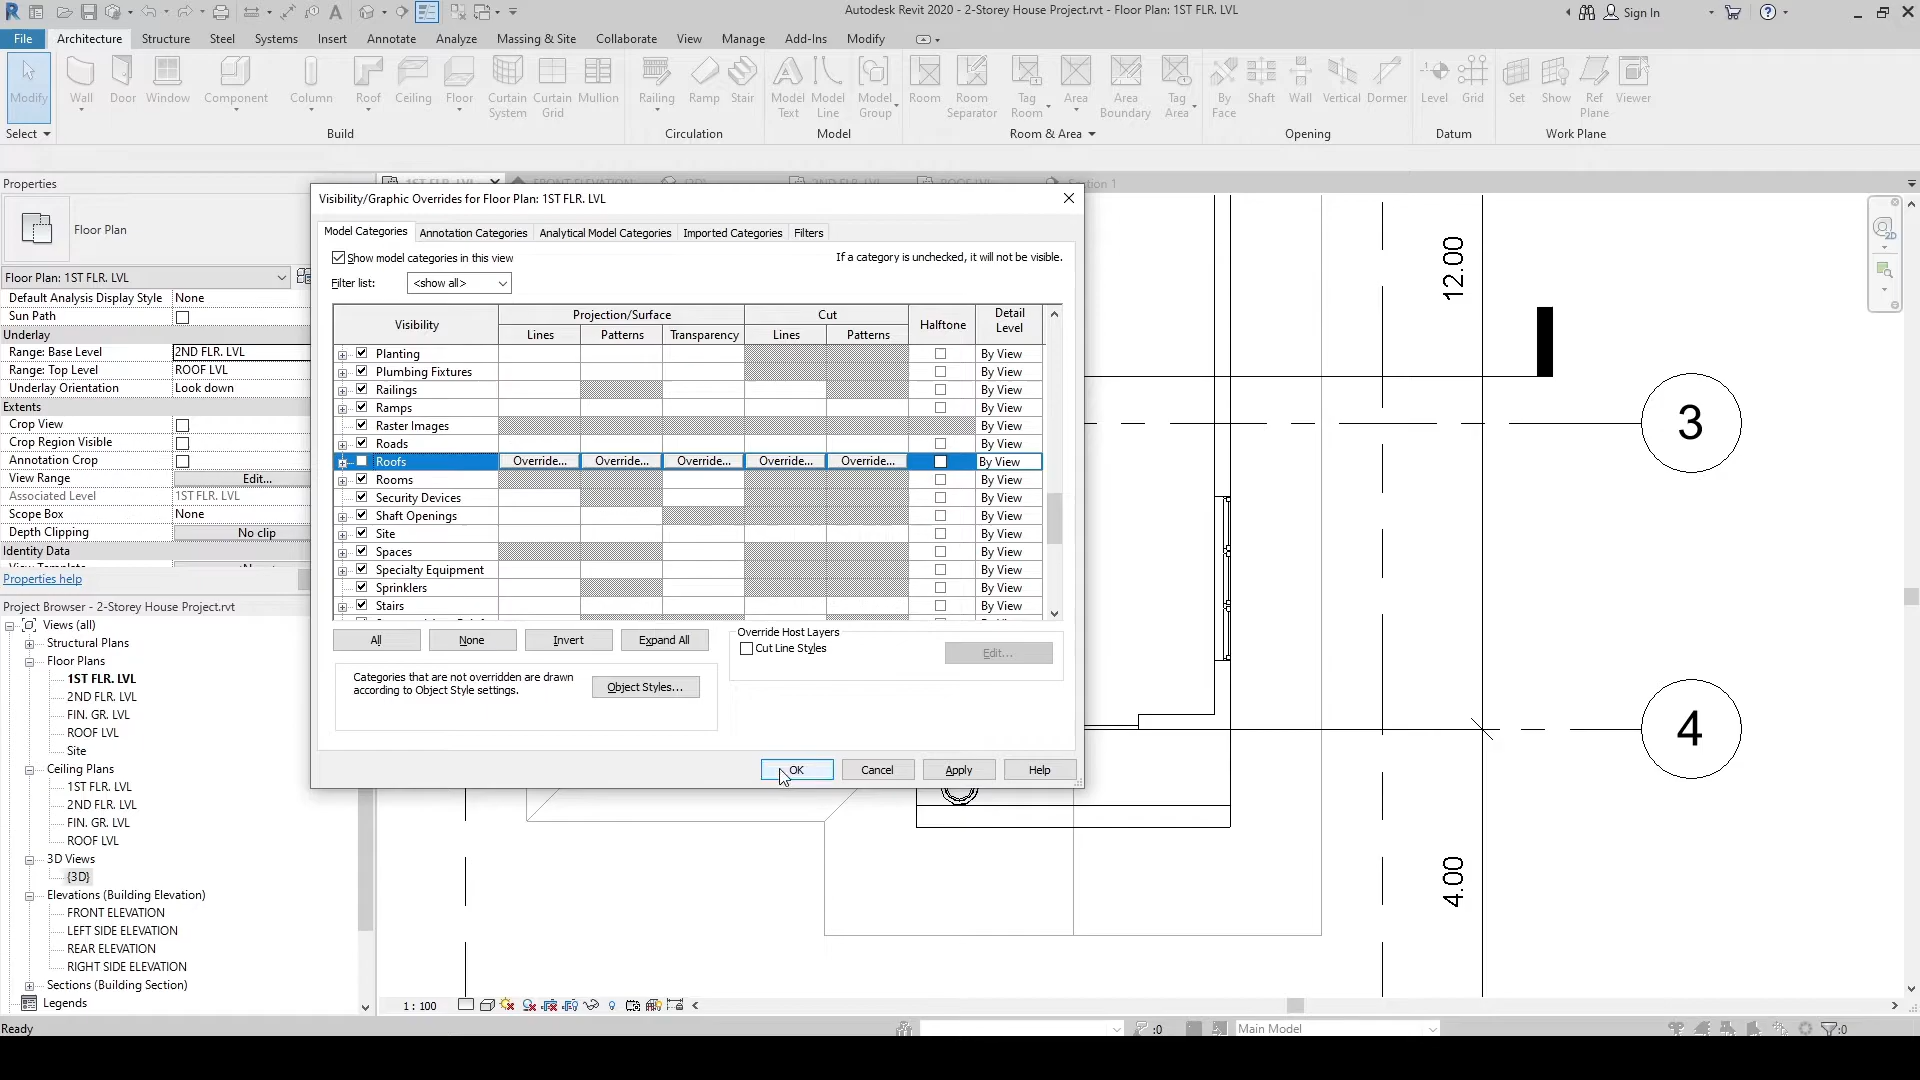 Autodesk Revit 2020 - 2-Storey House Project.rvt - Floor Plan: 1ST FLR. LVL
Sign In
File Architecture Structure Steel Systems Insert Annotate Analyze Massing & Site Collaborate View Manage Add-Ins Modify
Modify Wall Door Window Component Column Roof Ceiling Floor Curtain System Curtain Grid Mullion Railing Ramp Stair Model Text Model Line Model Group Room Room Separator Tag Room Area Area Boundary Tag Area By Face Shaft Wall Vertical Dormer Level Grid Set Show Ref Plane Viewer
Select Build Circulation Model Room & Area Opening Datum Work Plane
Properties
Floor Plan
Floor Plan: 1ST FLR. LVL
Default Analysis Display Style None
Sun Path
Underlay
Range: Base Level 2ND FLR. LVL
Range: Top Level ROOF LVL
Underlay Orientation Look down
Extents
Crop View
Crop Region Visible
Annotation Crop
View Range Edit...
Associated Level 1ST FLR. LVL
Scope Box None
Depth Clipping No clip
Identity Data
Properties help
Project Browser - 2-Storey House Project.rvt
Views (all)
Structural Plans
Floor Plans
1ST FLR. LVL
2ND FLR. LVL
FIN. GR. LVL
ROOF LVL
Site
Ceiling Plans
1ST FLR. LVL
2ND FLR. LVL
FIN. GR. LVL
ROOF LVL
3D Views
{3D}
Elevations (Building Elevation)
FRONT ELEVATION
LEFT SIDE ELEVATION
REAR ELEVATION
RIGHT SIDE ELEVATION
Sections (Building Section)
Legends
Section 1
Visibility/Graphic Overrides for Floor Plan: 1ST FLR. LVL
Model Categories Annotation Categories Analytical Model Categories Imported Categories Filters
Show model categories in this view
If a category is unchecked, it will not be visible.
Filter list: <show all>
Visibility Projection/Surface Cut Halftone Detail Level
Lines Patterns Transparency Lines Patterns
Planting By View
Plumbing Fixtures By View
Railings By View
Ramps By View
Raster Images By View
Roads By View
Roofs Override... Override... Override... Override... Override... By View
Rooms By View
Security Devices By View
Shaft Openings By View
Site By View
Spaces By View
Specialty Equipment By View
Sprinklers By View
Stairs By View
All None Invert Expand All
Override Host Layers
Cut Line Styles Edit...
Categories that are not overridden are drawn
according to Object Style settings.
Object Styles...
OK Cancel Apply Help
12.00
3
4
4.00
1 : 100
Ready
:0
Main Model
:0